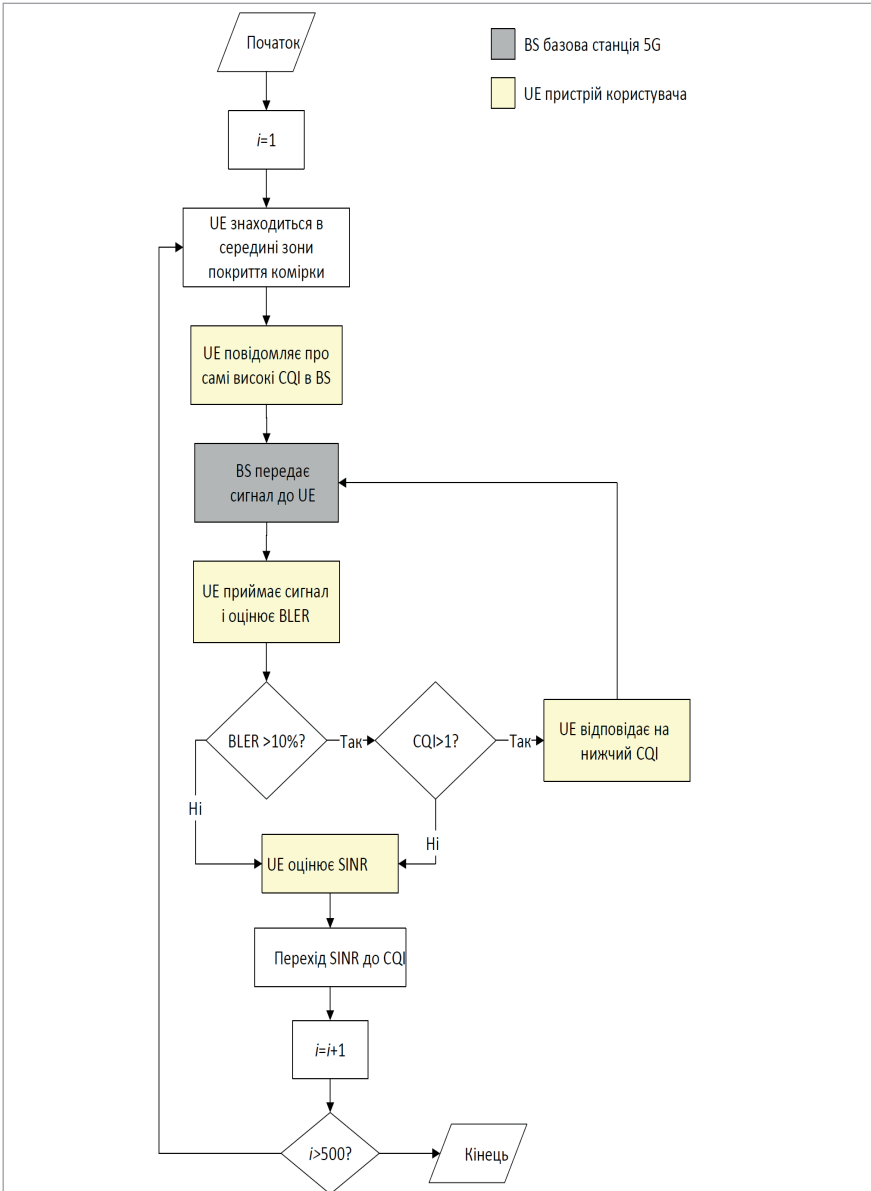 Початок
BS базова станція 5G
UE пристрій користувача
i=1
UE знаходиться в
середині зони
покриття комірки
UE повідомляє про
самі високі CQI в BS
BS передає
сигнал до UE
UE приймає сигнал
і оцінює BLER
BLER >10%?
Так
CQI>1?
Так
UE відповідає на
нижчий CQI
Ні
Ні
UE оцінює SINR
Перехід SINR до CQI
i=i+1
i>500?
Кінець